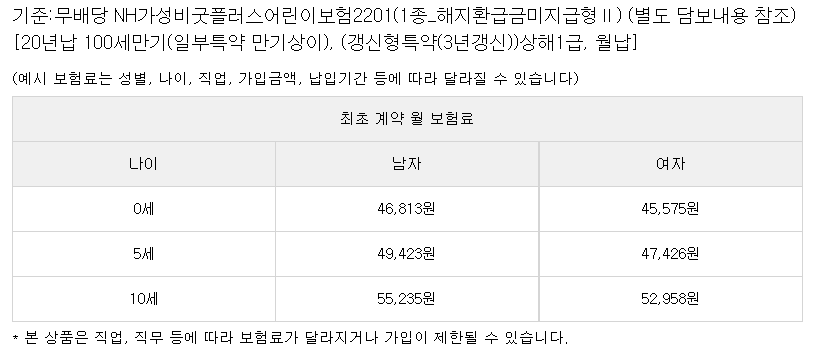 기준:무배당 NH가성비굿플러스어린이보험2201(1종_해지환급금미지급형Ⅱ) (별도 담보내용 참조)
[20년납 100세만기(일부특약 만기상이), (갱신형특약(3년갱신))상해1급, 월납]
(예시 보험료는 성별, 나이, 직업, 가입금액, 납입기간 등에 따라 달라질 수 있습니다)
최초 계약 월 보험료
나이 남자 여자
0세 46,813원 45,575원
5세 49,423원 47,426원
10세 55,235원 52,958원
* 본 상품은 직업, 직무 등에 따라 보험료가 달라지거나 가입이 제한될 수 있습니다.